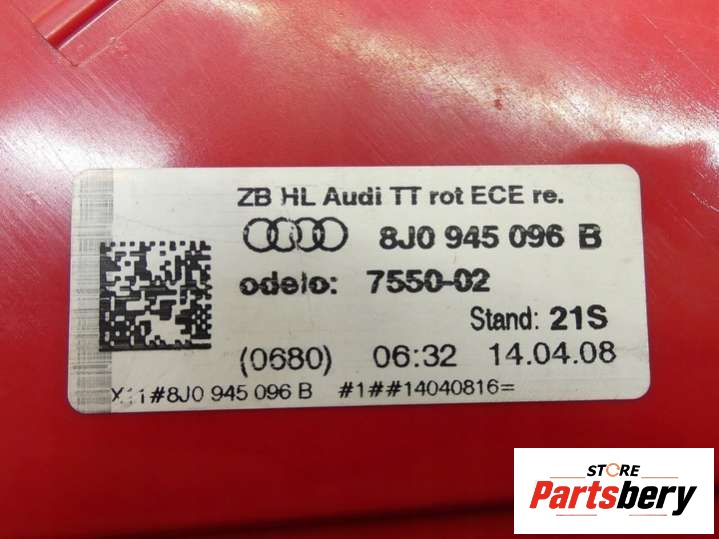 ZB HL Audi TT rot ECE re.
8J0 945 096 B
odelo: 7550-02
Stand: 21S
(0680) 06:32 14.04.08
X11#8J0 945 096 B #1##14040816=
STORE
Partsbery